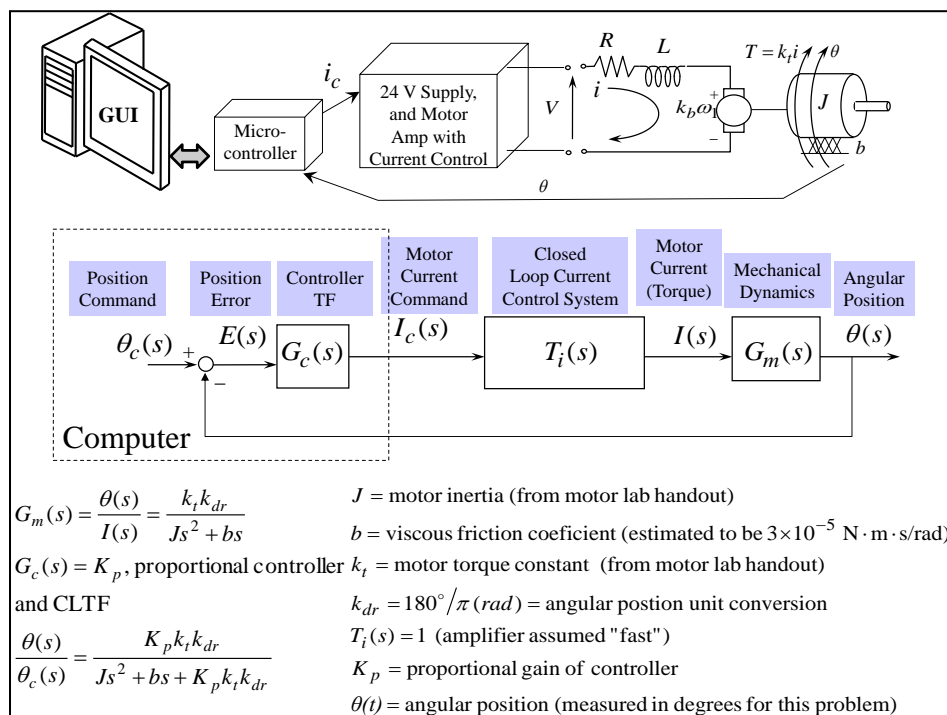 GUI
Micro-
controller
i_c
24 V Supply,
and Motor
Amp with
Current Control
V
R
L
i
k_b ω
+
−
T = k_t i
θ
J
b
θ
Position
Command
Position
Error
Controller
TF
Motor
Current
Command
Closed
Loop Current
Control System
Motor
Current
(Torque)
Mechanical
Dynamics
Angular
Position
θ_c(s)
+
−
E(s)
G_c(s)
I_c(s)
T_i(s)
I(s)
G_m(s)
θ(s)
Computer
G_m(s) = θ(s)/I(s) = k_t k_dr/(Js² + bs)
G_c(s) = K_p, proportional controller
and CLTF
θ(s)/θ_c(s) = K_p k_t k_dr/(Js² + bs + K_p k_t k_dr)
J = motor inertia (from motor lab handout)
b = viscous friction coeficient (estimated to be 3×10⁻⁵ N·m·s/rad)
k_t = motor torque constant (from motor lab handout)
k_dr = 180°/π(rad) = angular postion unit conversion
T_i(s) = 1 (amplifier assumed "fast")
K_p = proportional gain of controller
θ(t) = angular position (measured in degrees for this problem)